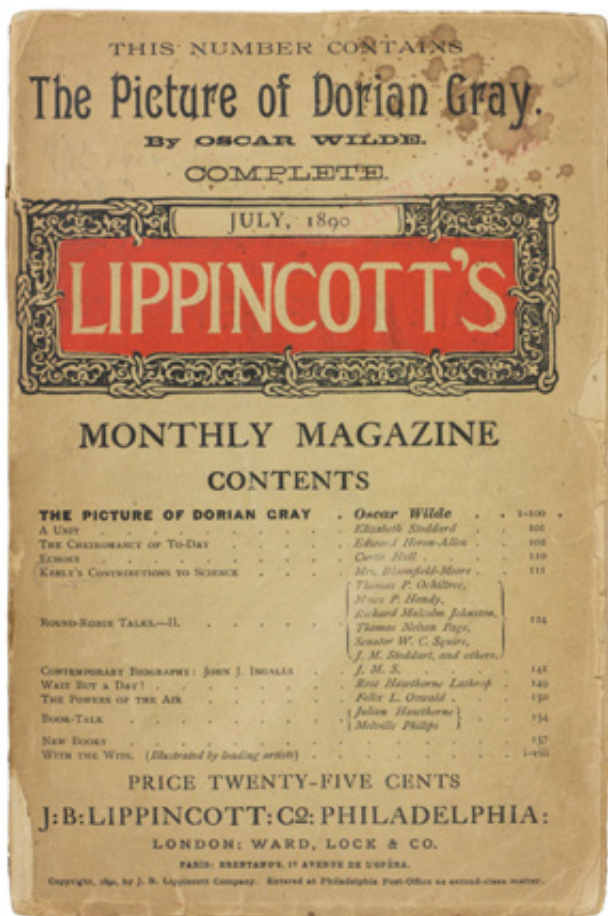 THIS NUMBER CONTAINS
The Picture of Dorian Gray.
By OSCAR WILDE.
COMPLETE.
JULY, 1890
LIPPINCOTT'S
MONTHLY MAGAZINE
CONTENTS
THE PICTURE OF DORIAN GRAY . Oscar Wilde . . 1-100 .
A UNIT . . . . . . . Elizabeth Stoddard . 101
THE CHEIROMANCY OF TO-DAY . . . Edward Heron-Allen . 102
ECHOES . . . . . . . Curtis Hall . . 110
KEELY'S CONTRIBUTIONS TO SCIENCE . . . Mrs. Bloomfield-Moore . 111
ROUND-ROBIN TALKS.—II. . . . . . Thomas P. Ochiltree, 124
Moses P. Handy,
Richard Malcolm Johnston,
Thomas Nelson Page,
Senator W. C. Squire,
J. M. Stoddart, and others.
CONTEMPORARY BIOGRAPHY: JOHN J. INGALLS . J. M. S. . . 141
WAIT BUT A DAY! . . . . . Rose Hawthorne Lathrop . 149
THE POWERS OF THE AIR . . . . Felix L. Oswald . 150
BOOK-TALK . . . . . . Julian Hawthorne 154
Melville Philips
NEW BOOKS . . . . . . . . . 157
WITH THE WITS. (Illustrated by leading artists) . . . . . i-viii
PRICE TWENTY-FIVE CENTS
J:B:LIPPINCOTT:CO: PHILADELPHIA:
LONDON: WARD, LOCK & CO.
PARIS: BRENTANO'S, 17 AVENUE DE L'OPÉRA.
Copyright, 1890, by J. B. Lippincott Company. Entered at Philadelphia Post-Office as second-class matter.